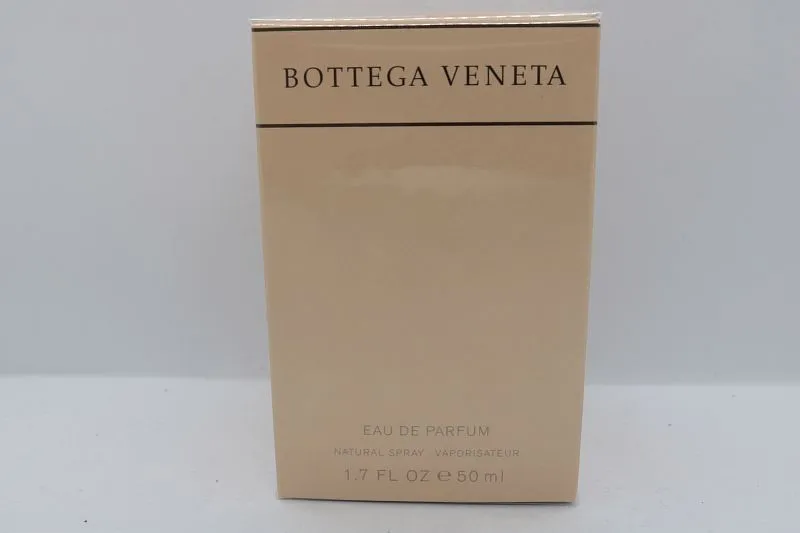 BOTTEGA VENETA
EAU DE PARFUM
NATURAL SPRAY VAPORISATEUR
1.7 FL OZ ℮ 50 ml